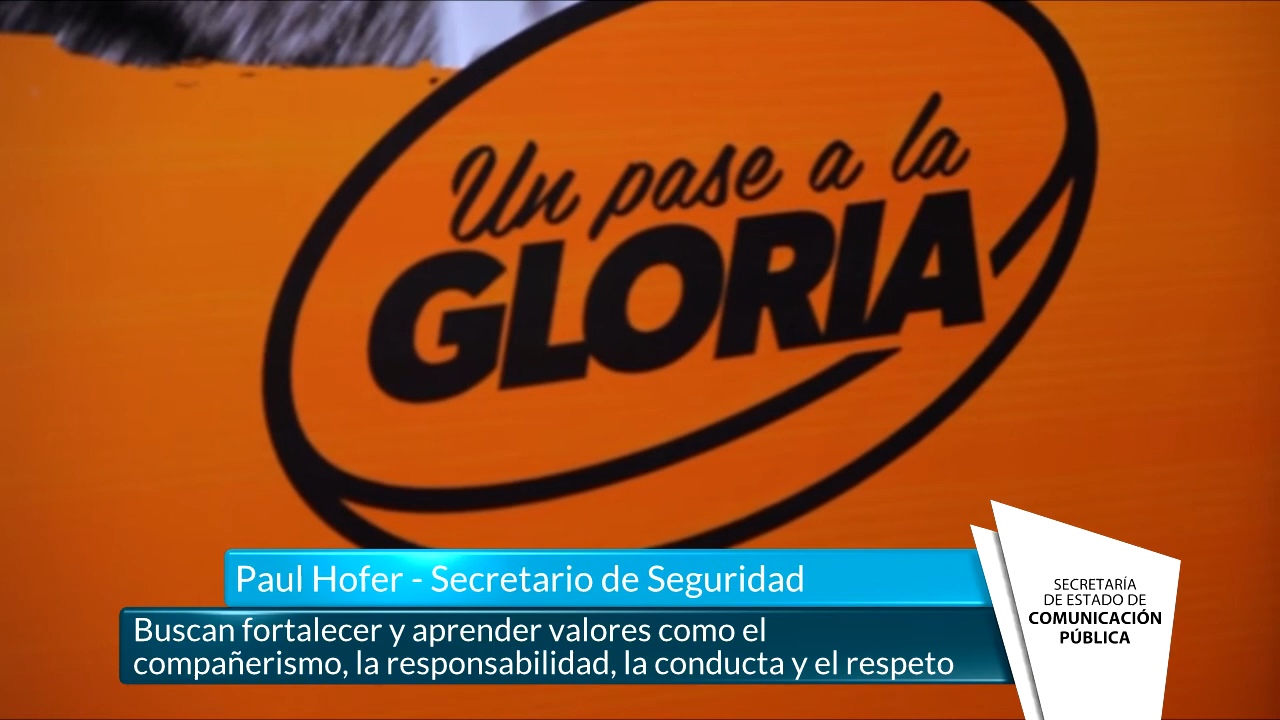 Un pase a la
GLORIA
Paul Hofer - Secretario de Seguridad
Buscan fortalecer y aprender valores como el
compañerismo, la responsabilidad, la conducta y el respeto
SECRETARÍA
DE ESTADO DE
COMUNICACIÓN
PÚBLICA